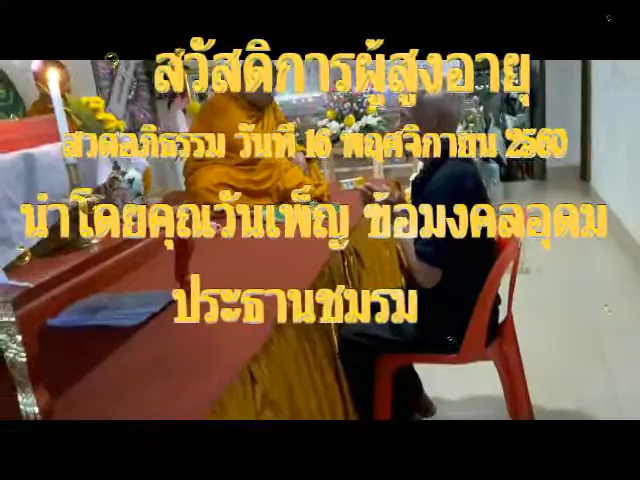 สวัสดิการผู้สูงอายุ
สวดอภิธรรม วันที่ 16 พฤศจิกายน 2560
นำโดยคุณวันเพ็ญ ข้อมงคลอุดม
ประธานชมรม